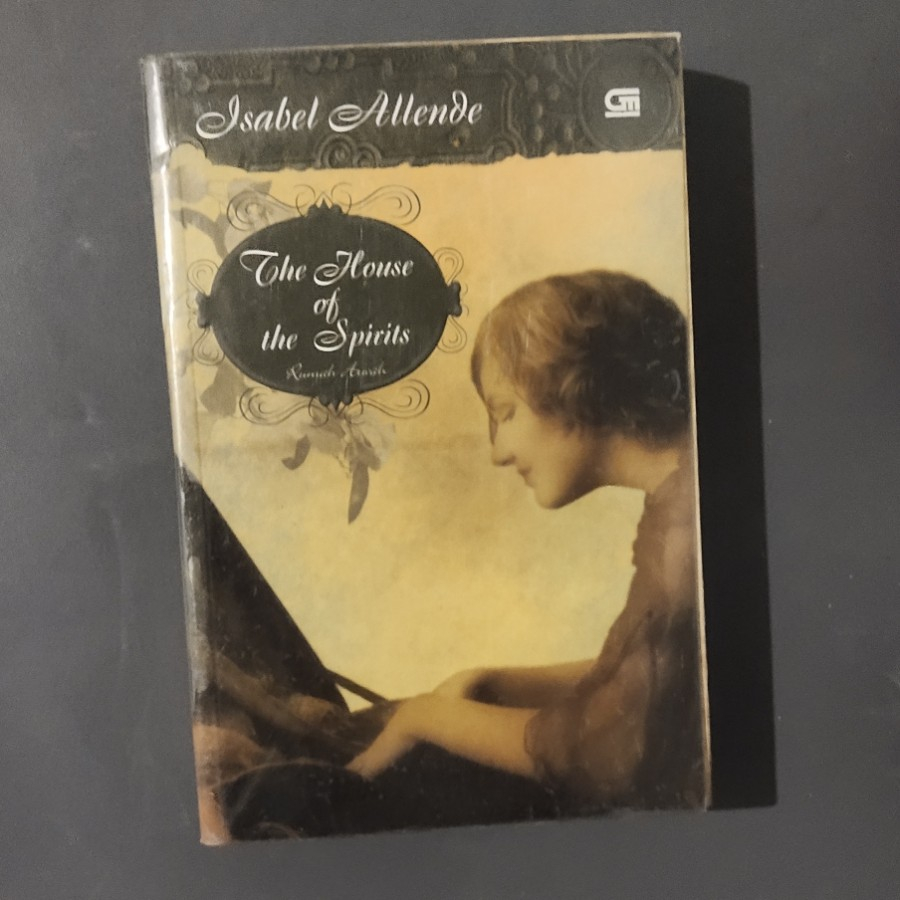 Isabel Allende
The House
of
the Spirits
Rumah Arwah